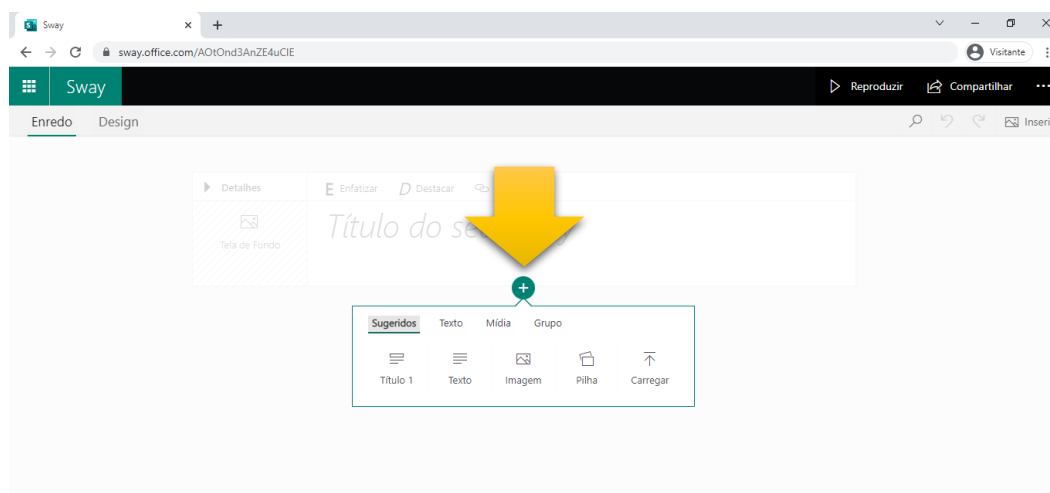 Sway
sway.office.com/AOtOnd3AnZE4uCIE
Visitante
Sway
Reproduzir
Compartilhar
Enredo
Design
Inseri
Detalhes
E Enfatizar
D Destacar
Título do se
Tela de Fundo
Sugeridos
Texto
Mídia
Grupo
Título 1
Texto
Imagem
Pilha
Carregar